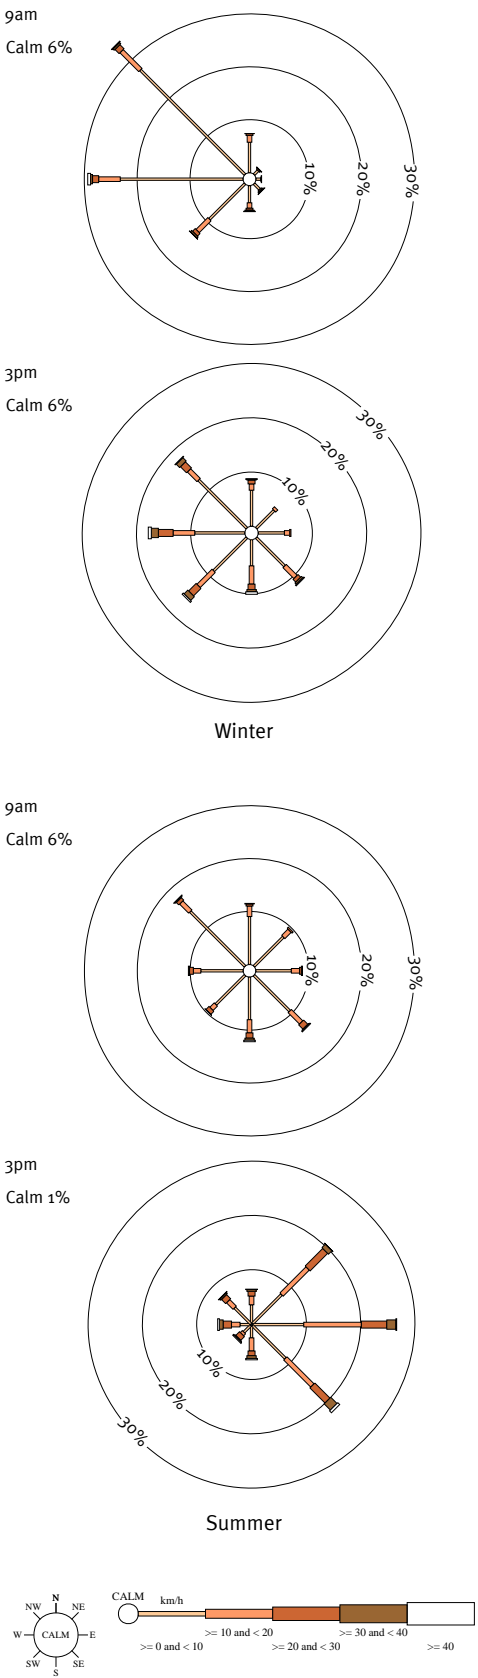 9am
Calm 6%
10%
20%
30%
3pm
Calm 6%
30%
20%
10%
Winter
9am
Calm 6%
10%
20%
30%
3pm
Calm 1%
10%
20%
30%
Summer
N
NW NE
W CALM E
SW SE
S
CALM km/h
>= 10 and < 20 >= 30 and < 40
>= 0 and < 10 >= 20 and < 30 >= 40